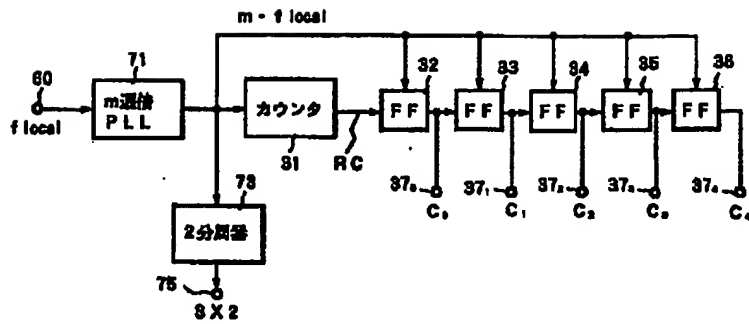 m・f local
71
32
33
34
35
36
60
f local
m逓倍
PLL
カウンタ
31
RC
FF
FF
FF
FF
FF
37₀
37₁
37₂
37₃
37₄
C₀
C₁
C₂
C₃
C₄
73
2分周器
75
SX2